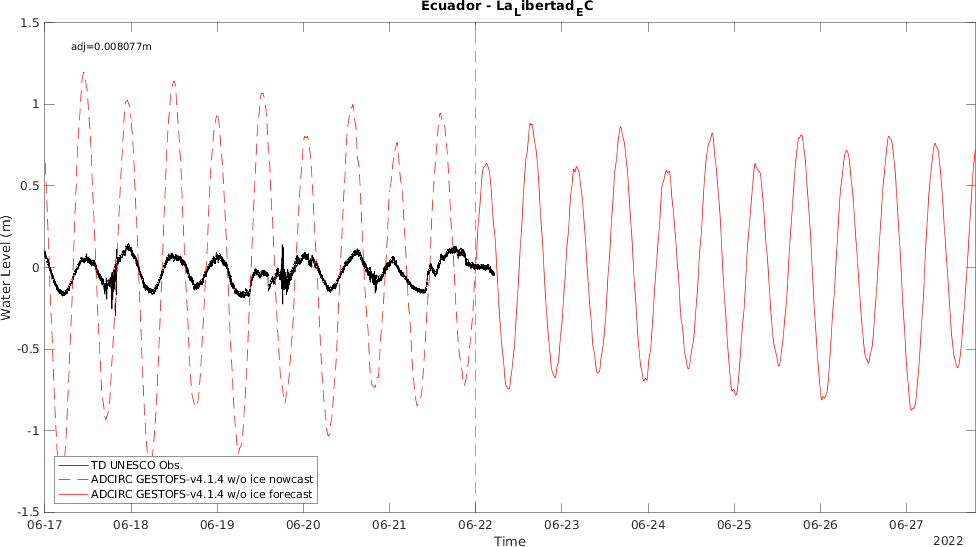 Ecuador - LaLibertadEC
adj=0.008077m
1.5
1
0.5
0
-0.5
-1
-1.5
Water Level (m)
TD UNESCO Obs.
ADCIRC GESTOFS-v4.1.4 w/o ice nowcast
ADCIRC GESTOFS-v4.1.4 w/o ice forecast
06-17 06-18 06-19 06-20 06-21 06-22 06-23 06-24 06-25 06-26 06-27
Time
2022